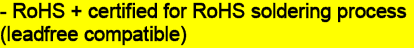 - RoHS + certified for RoHS soldering process
(leadfree compatible)